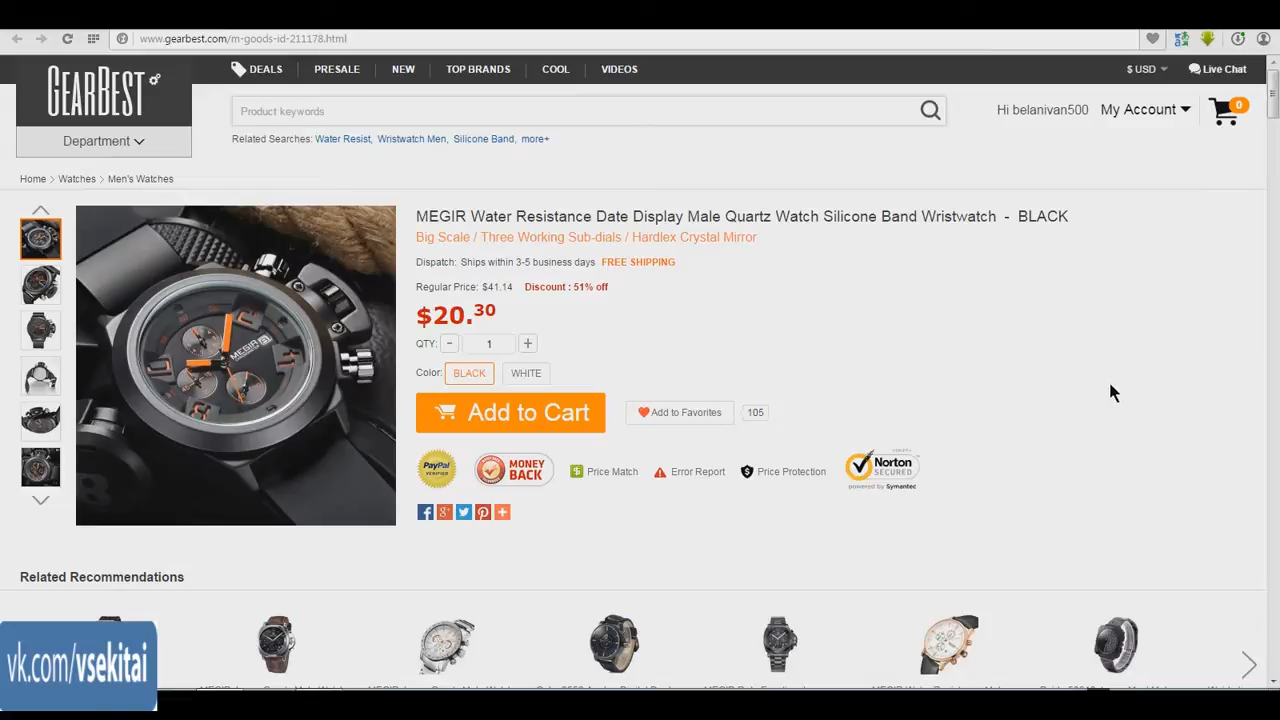 www.gearbest.com/m-goods-id-211178.html
GEARBEST
DEALS PRESALE NEW TOP BRANDS COOL VIDEOS
$ USD Live Chat
Department
Product keywords
Hi belanivan500 My Account 0
Related Searches: Water Resist, Wristwatch Men, Silicone Band, more+
Home > Watches > Men's Watches
MEGIR Water Resistance Date Display Male Quartz Watch Silicone Band Wristwatch - BLACK
Big Scale / Three Working Sub-dials / Hardlex Crystal Mirror
Dispatch: Ships within 3-5 business days FREE SHIPPING
Regular Price: $41.14 Discount : 51% off
$20.30
QTY: - 1 +
Color: BLACK WHITE
Add to Cart
Add to Favorites 105
MEGIR
PayPal VERIFIED
MONEY BACK
$ Price Match Error Report Price Protection
Norton SECURED
powered by Symantec
Related Recommendations
vk.com/vsekitai